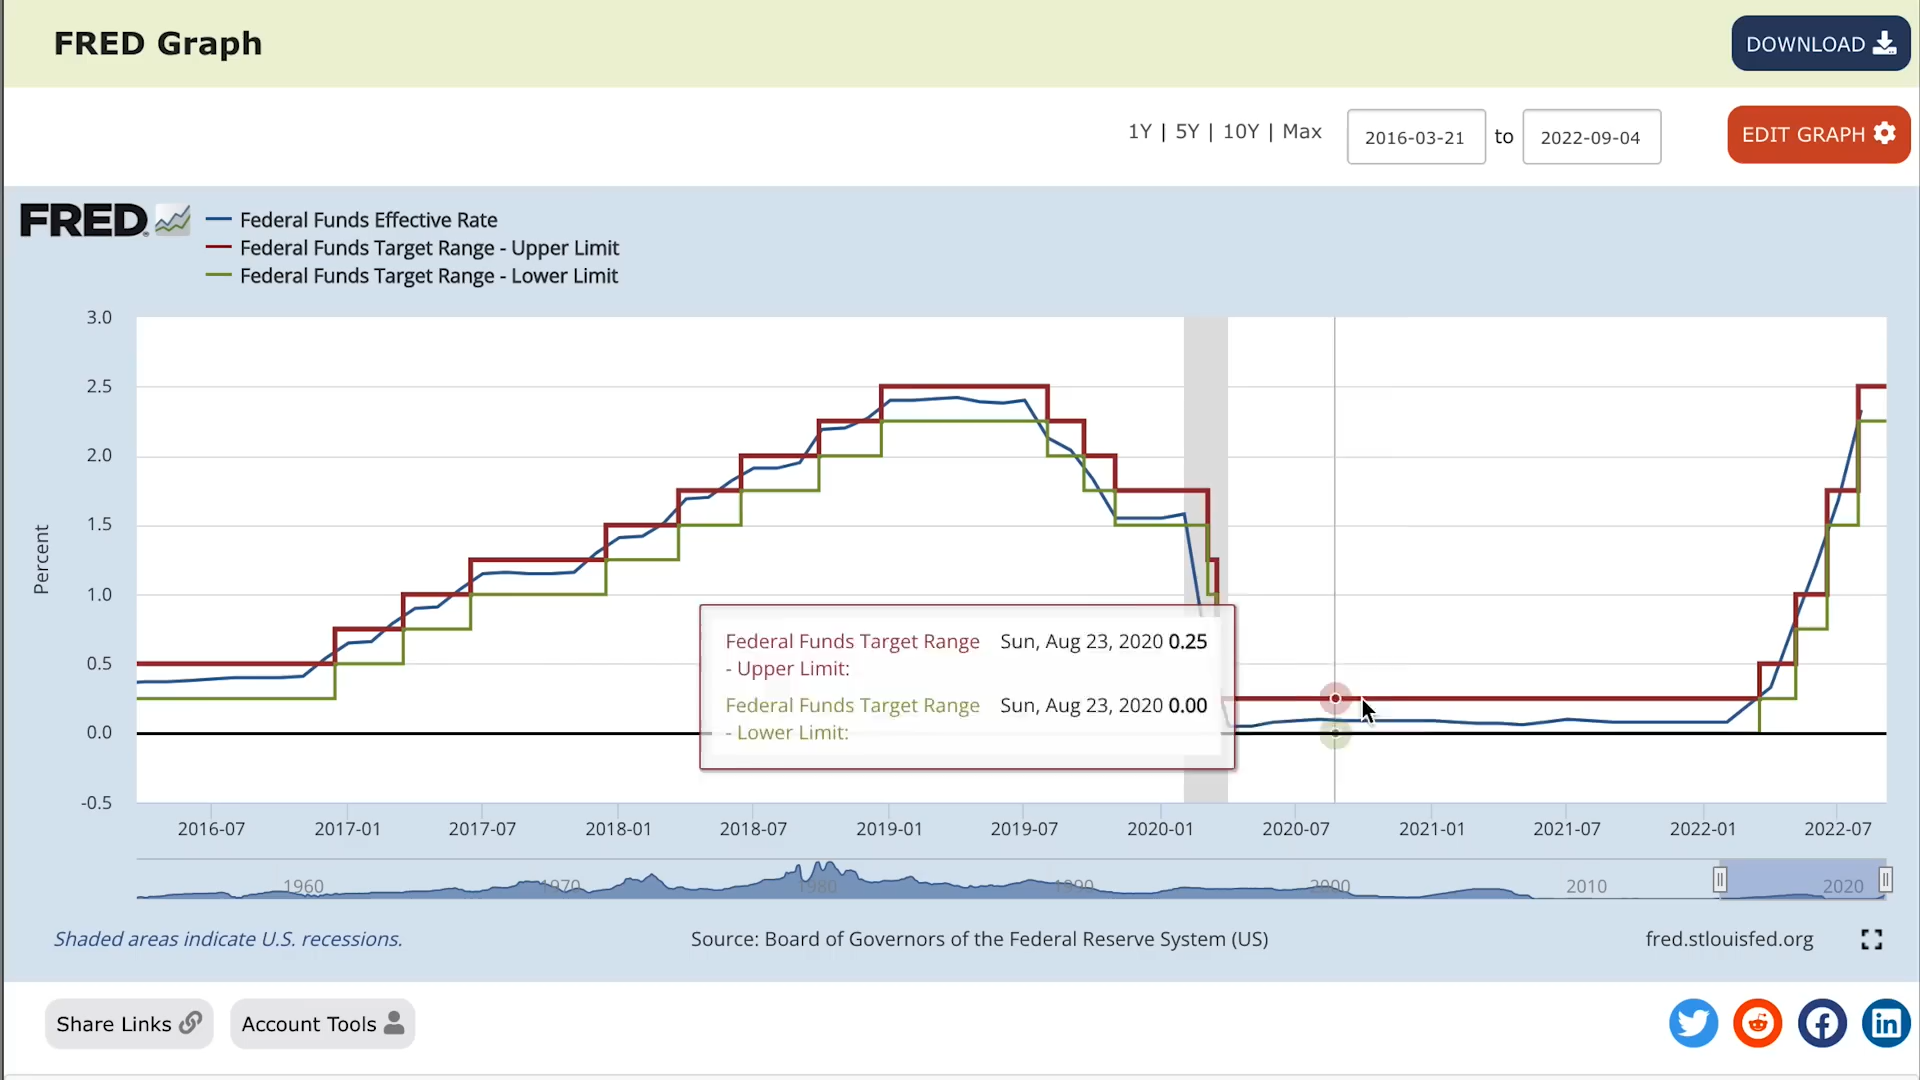 FRED Graph
DOWNLOAD
1Y | 5Y | 10Y | Max 2016-03-21 to 2022-09-04
EDIT GRAPH
FRED
Federal Funds Effective Rate
Federal Funds Target Range - Upper Limit
Federal Funds Target Range - Lower Limit
Percent
3.0
2.5
2.0
1.5
1.0
0.5
0.0
-0.5
Federal Funds Target Range Sun, Aug 23, 2020 0.25
- Upper Limit:
Federal Funds Target Range Sun, Aug 23, 2020 0.00
- Lower Limit:
2016-07 2017-01 2017-07 2018-01 2018-07 2019-01 2019-07 2020-01 2020-07 2021-01 2021-07 2022-01 2022-07
1960 1970 1980 1990 2000 2010 2020
Shaded areas indicate U.S. recessions. Source: Board of Governors of the Federal Reserve System (US) fred.stlouisfed.org
Share Links Account Tools